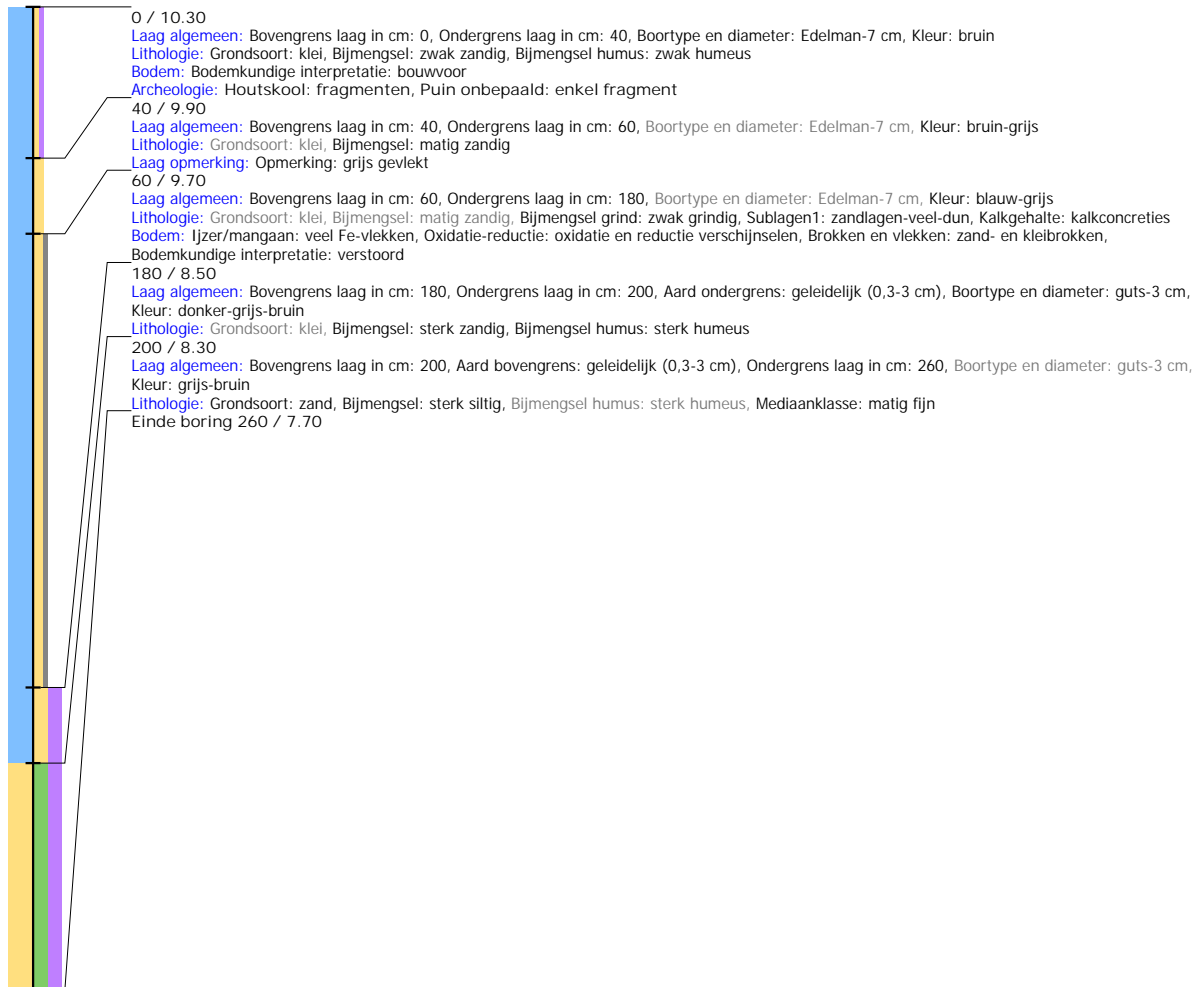 0 / 10.30
Laag algemeen: Bovengrens laag in cm: 0, Ondergrens laag in cm: 40, Boortype en diameter: Edelman-7 cm, Kleur: bruin
Lithologie: Grondsoort: klei, Bijmengsel: zwak zandig, Bijmengsel humus: zwak humeus
Bodem: Bodemkundige interpretatie: bouwvoor
Archeologie: Houtskool: fragmenten, Puin onbepaald: enkel fragment
40 / 9.90
Laag algemeen: Bovengrens laag in cm: 40, Ondergrens laag in cm: 60, Boortype en diameter: Edelman-7 cm, Kleur: bruin-grijs
Lithologie: Grondsoort: klei, Bijmengsel: matig zandig
Laag opmerking: Opmerking: grijs gevlekt
60 / 9.70
Laag algemeen: Bovengrens laag in cm: 60, Ondergrens laag in cm: 180, Boortype en diameter: Edelman-7 cm, Kleur: blauw-grijs
Lithologie: Grondsoort: klei, Bijmengsel: matig zandig, Bijmengsel grind: zwak grindig, Sublagen1: zandlagen-veel-dun, Kalkgehalte: kalkconcreties
Bodem: Ijzer/mangaan: veel Fe-vlekken, Oxidatie-reductie: oxidatie en reductie verschijnselen, Brokken en vlekken: zand- en kleibrokken,
Bodemkundige interpretatie: verstoord
180 / 8.50
Laag algemeen: Bovengrens laag in cm: 180, Ondergrens laag in cm: 200, Aard ondergrens: geleidelijk (0,3-3 cm), Boortype en diameter: guts-3 cm,
Kleur: donker-grijs-bruin
Lithologie: Grondsoort: klei, Bijmengsel: sterk zandig, Bijmengsel humus: sterk humeus
200 / 8.30
Laag algemeen: Bovengrens laag in cm: 200, Aard bovengrens: geleidelijk (0,3-3 cm), Ondergrens laag in cm: 260, Boortype en diameter: guts-3 cm,
Kleur: grijs-bruin
Lithologie: Grondsoort: zand, Bijmengsel: sterk siltig, Bijmengsel humus: sterk humeus, Mediaanklasse: matig fijn
Einde boring 260 / 7.70